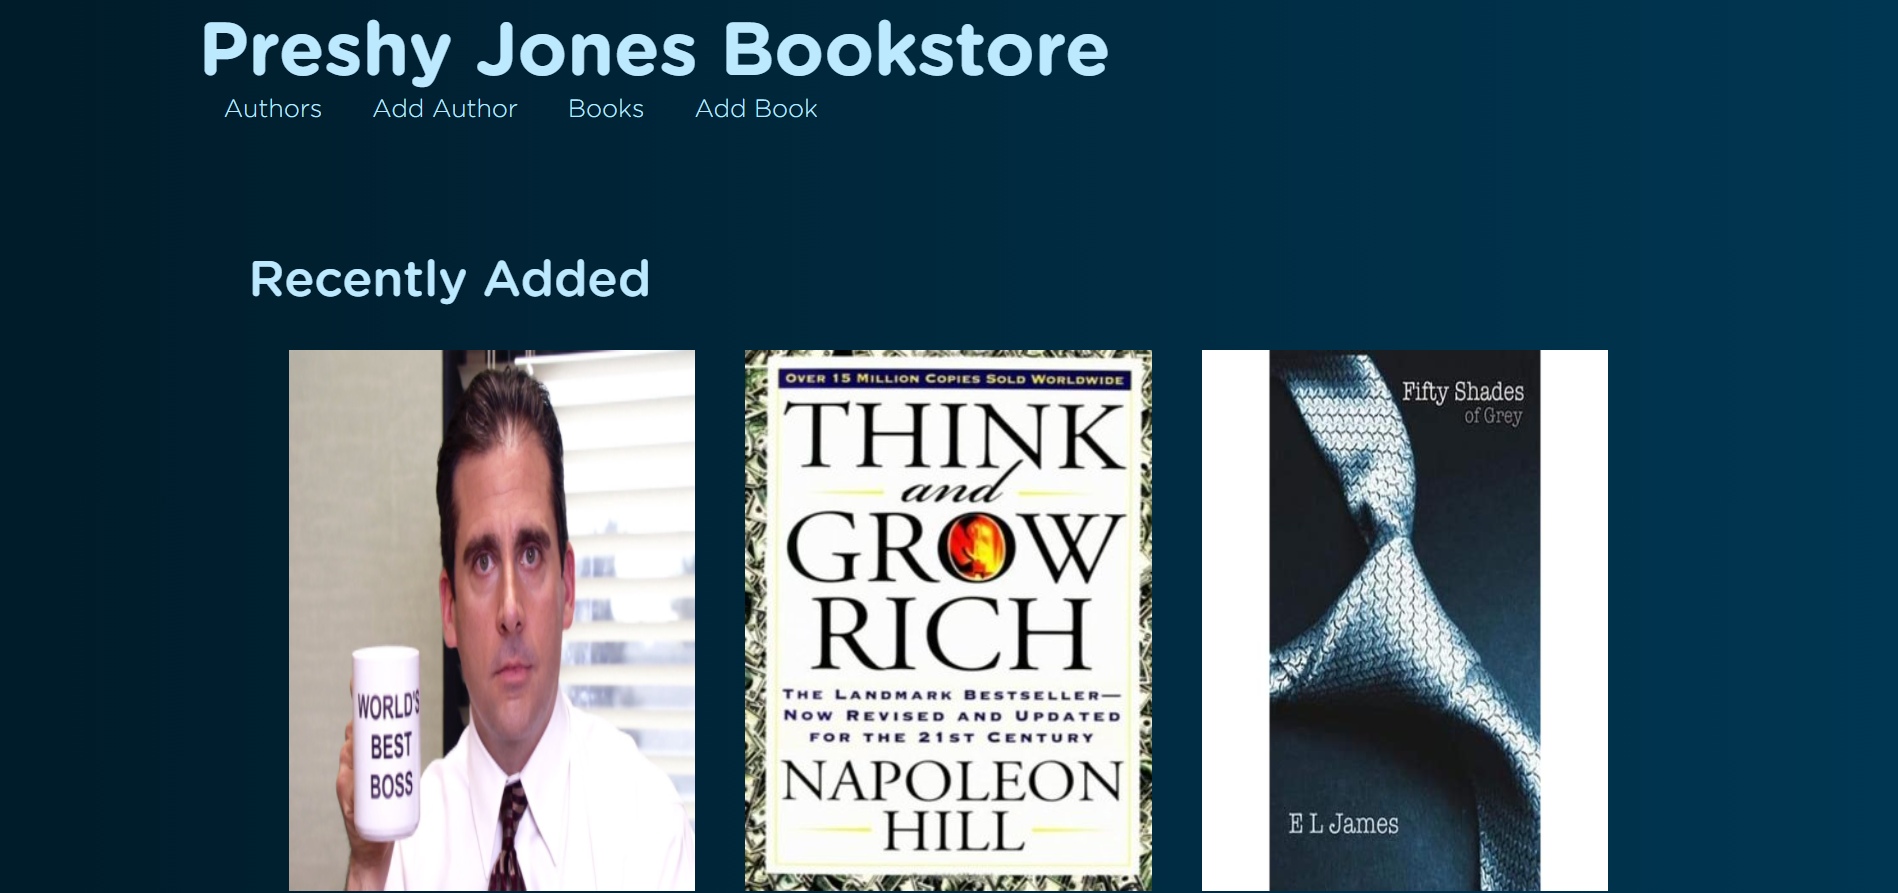 Preshy Jones Bookstore
Authors Add Author Books Add Book
Recently Added
WORLD'S
BEST
BOSS
OVER 15 MILLION COPIES SOLD WORLDWIDE
THINK
and
GROW
RICH
THE LANDMARK BESTSELLER—
NOW REVISED AND UPDATED
FOR THE 21ST CENTURY
NAPOLEON
HILL
Fifty Shades
of Grey
E L James